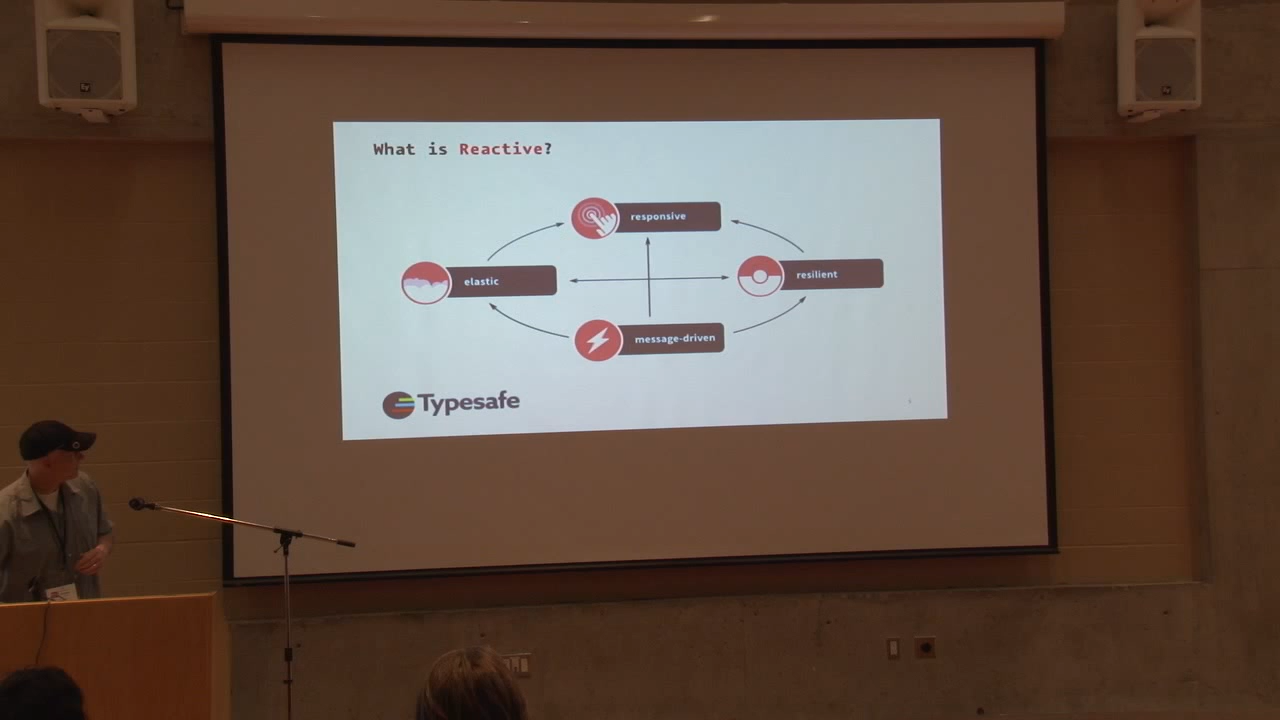 What is Reactive?
responsive
elastic
resilient
message-driven
Typesafe